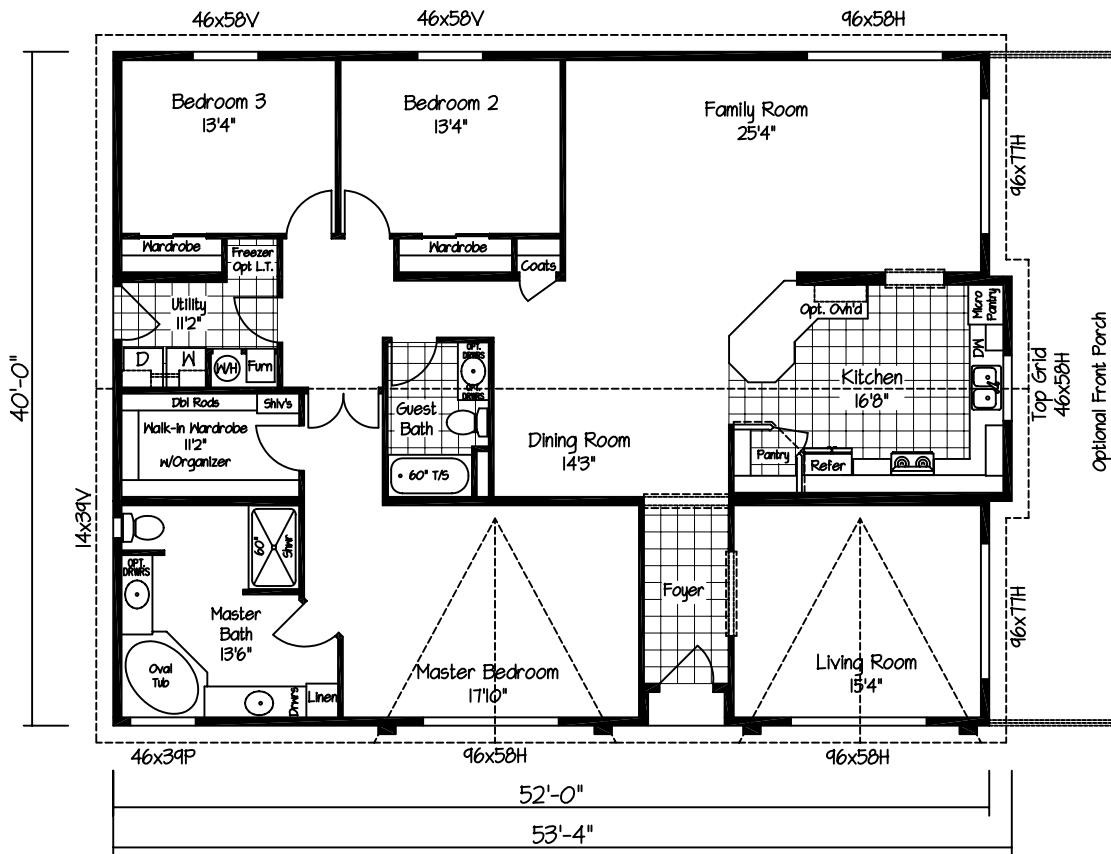 46x58V
46x58V
96x58H
Bedroom 3
13'4"
Bedroom 2
13'4"
Family Room
25'4"
96x77H
Wardrobe
Freezer
Opt L.T.
Wardrobe
Coats
Utility
11'2"
D
W
W/H
Furn
OPT.
DRWRS
OPT.
DRWRS
Opt. Ovh'd
Micro
Pantry
DW
Kitchen
16'8"
Top Grid
46x58H
Optional Front Porch
40'-0"
Dbl Rods
Shlv's
Walk-in Wardrobe
11'2"
w/Organizer
Guest
Bath
60" T/S
Dining Room
14'3"
Pantry
Refer
14x39V
60"
Shwr
OPT.
DRWRS
Master
Bath
13'6"
Oval
Tub
Drwrs
Linen
Master Bedroom
17'10"
Foyer
Living Room
15'4"
96x77H
46x39P
96x58H
96x58H
52'-0"
53'-4"